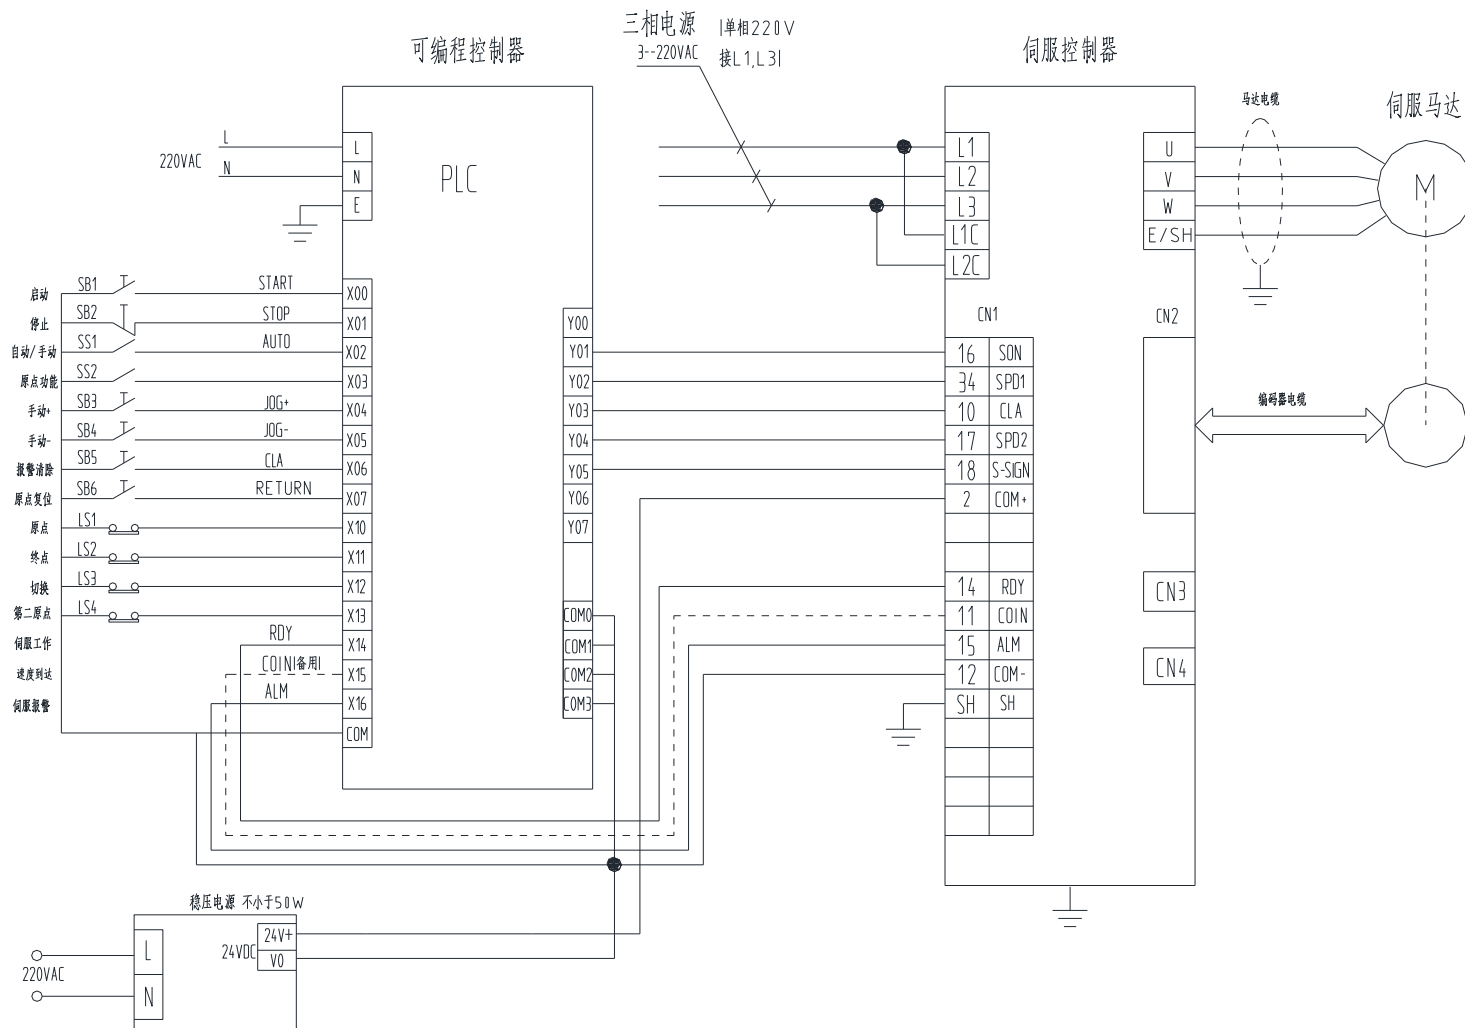 三相电源
3--220VAC
|单相220V
接L1,L3|
可编程控制器
伺服控制器
伺服马达
马达电缆
PLC
220VAC
L
N
L
N
E
L1
L2
L3
L1C
L2C
U
V
W
E/SH
M
启动
SB1
START
X00
停止
SB2
STOP
X01
自动/手动
SS1
AUTO
X02
原点功能
SS2
X03
手动+
SB3
JOG+
X04
手动-
SB4
JOG-
X05
报警清除
SB5
CLA
X06
原点复位
SB6
RETURN
X07
原点
LS1
X10
终点
LS2
X11
切换
LS3
X12
第二原点
LS4
X13
伺服工作
RDY
X14
速度到达
COIN|备用|
X15
伺服报警
ALM
X16
COM
Y00
Y01
Y02
Y03
Y04
Y05
Y06
Y07
COM0
COM1
COM2
COM3
CN1
16 SON
34 SPD1
10 CLA
17 SPD2
18 S-SIGN
2 COM+
14 RDY
11 COIN
15 ALM
12 COM-
SH SH
CN2
CN3
CN4
编码器电缆
稳压电源 不小于50W
220VAC
L
N
24VDC
24V+
V0